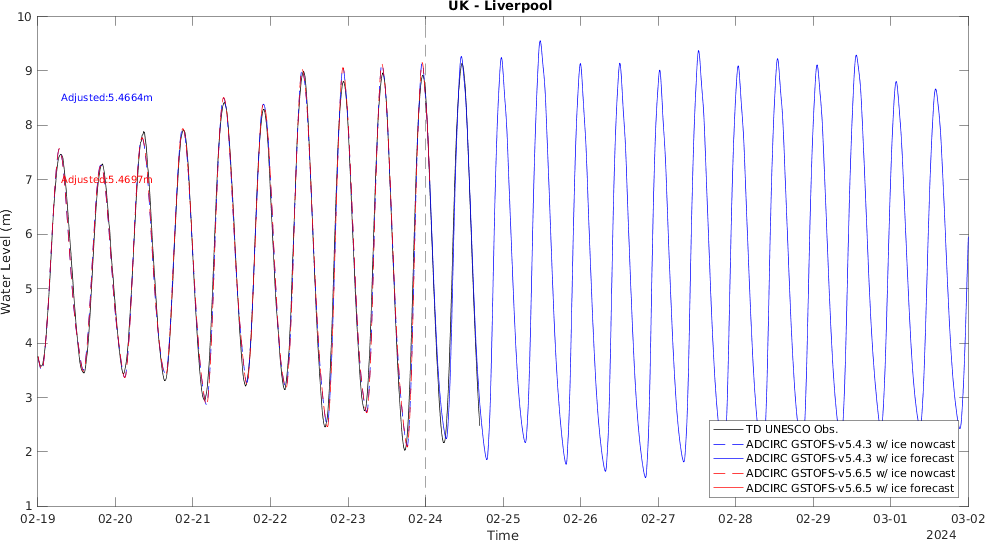 UK - Liverpool
10
9
8
7
6
5
4
3
2
1
Water Level (m)
Adjusted:5.4664m
Adjusted:5.4697m
TD UNESCO Obs.
ADCIRC GSTOFS-v5.4.3 w/ ice nowcast
ADCIRC GSTOFS-v5.4.3 w/ ice forecast
ADCIRC GSTOFS-v5.6.5 w/ ice nowcast
ADCIRC GSTOFS-v5.6.5 w/ ice forecast
02-19 02-20 02-21 02-22 02-23 02-24 02-25 02-26 02-27 02-28 02-29 03-01 03-02
Time
2024